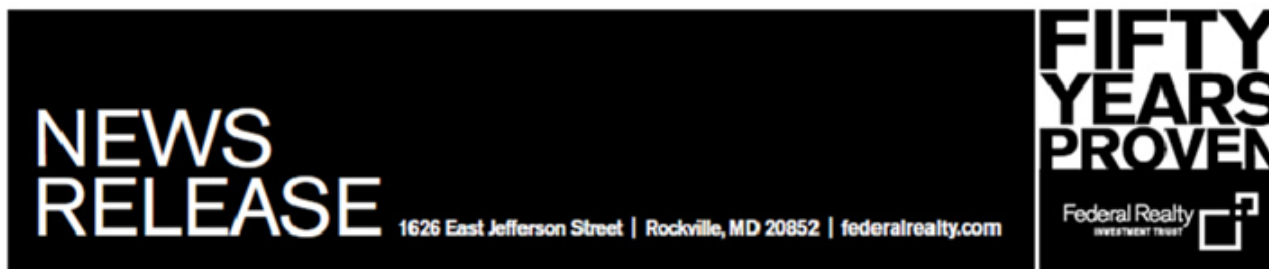 NEWS
RELEASE
1626 East Jefferson Street | Rockville, MD 20852 | federalrealty.com
FIFTY
YEARS
PROVEN
Federal Realty
INVESTMENT TRUST